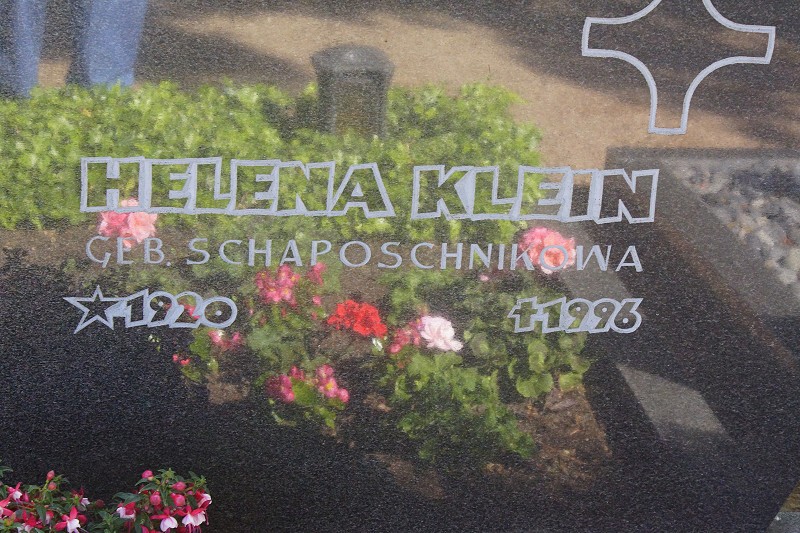 HELENA KLEIN
GEB. SCHAPOSCHNIKOWA
☆1920 †1996